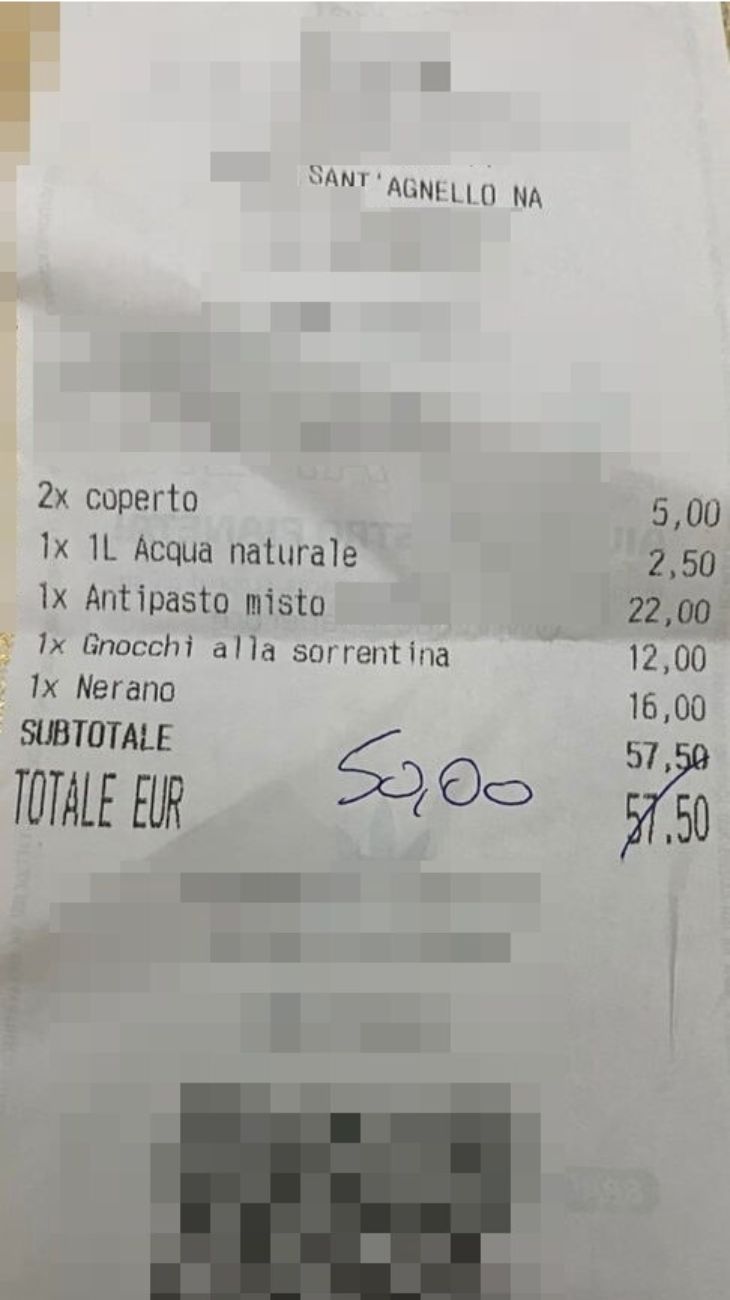 SANT'AGNELLO NA
2x coperto 5,00
1x 1L Acqua naturale 2,50
1x Antipasto misto 22,00
1x Gnocchi alla sorrentina 12,00
1x Nerano 16,00
SUBTOTALE 57,50
TOTALE EUR 57.50
50,00